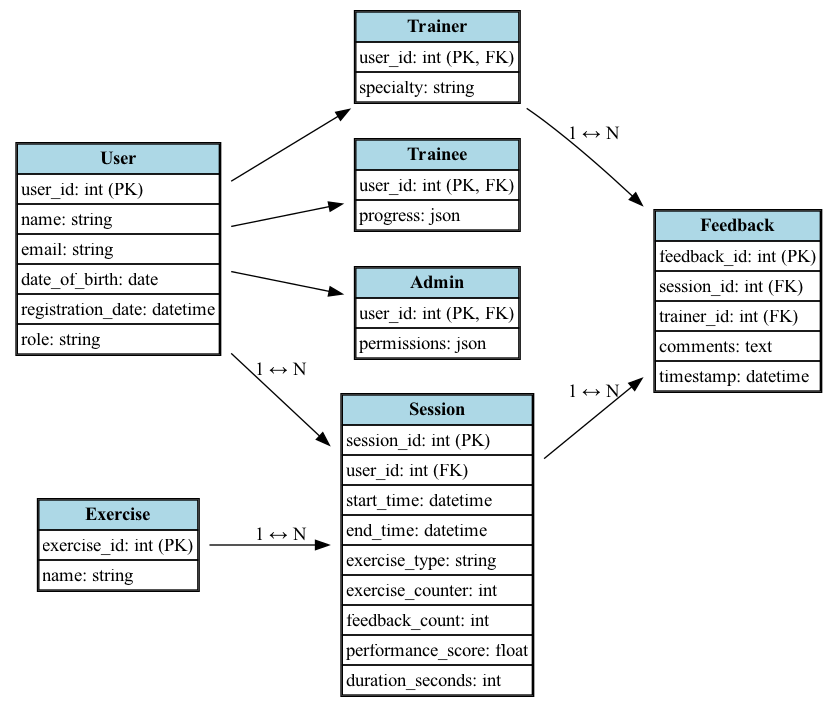 Trainer
user_id: int (PK, FK)
specialty: string
1 ↔ N
User
user_id: int (PK)
name: string
email: string
date_of_birth: date
registration_date: datetime
role: string
Trainee
user_id: int (PK, FK)
progress: json
Feedback
feedback_id: int (PK)
session_id: int (FK)
trainer_id: int (FK)
comments: text
timestamp: datetime
Admin
user_id: int (PK, FK)
permissions: json
1 ↔ N
1 ↔ N
Session
session_id: int (PK)
user_id: int (FK)
start_time: datetime
end_time: datetime
exercise_type: string
exercise_counter: int
feedback_count: int
performance_score: float
duration_seconds: int
Exercise
exercise_id: int (PK)
name: string
1 ↔ N